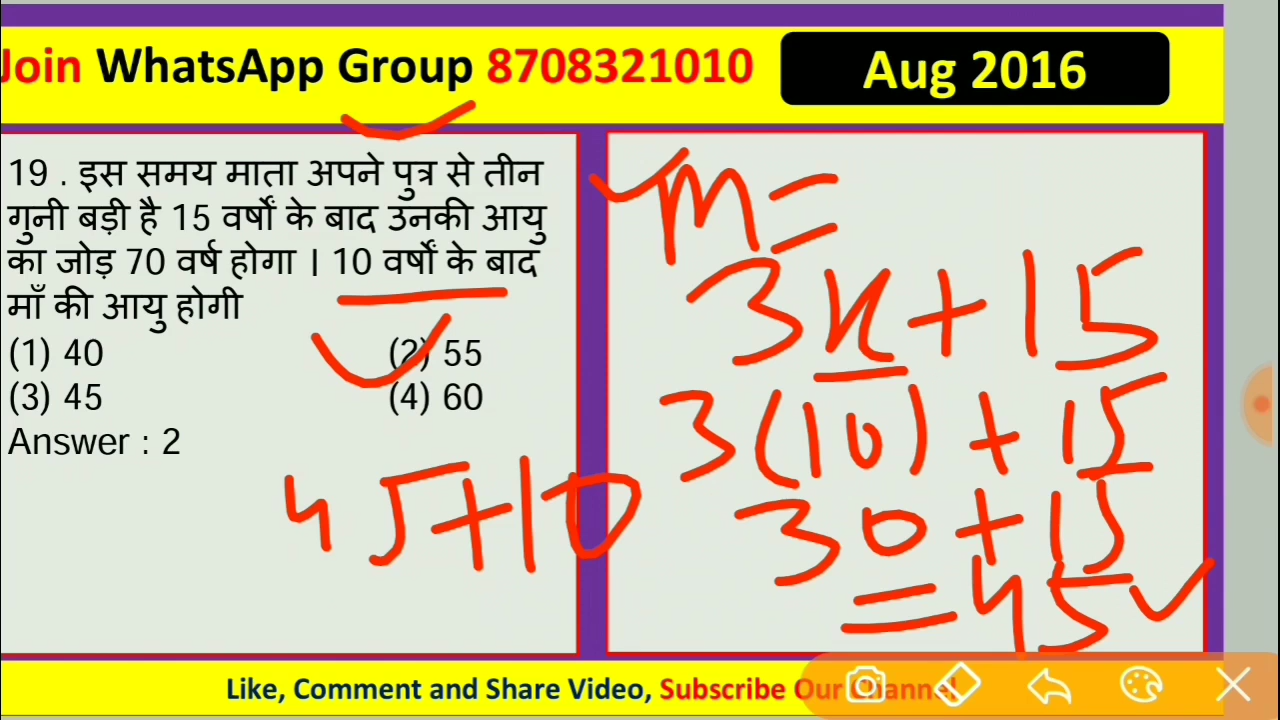 Join WhatsApp Group 8708321010
Aug 2016
19 . इस समय माता अपने पुत्र से तीन
गुनी बड़ी है 15 वर्षों के बाद उनकी आयु
का जोड़ 70 वर्ष होगा । 10 वर्षों के बाद
माँ की आयु होगी
(1) 40 (2) 55
(3) 45 (4) 60
Answer : 2
45+10
m=
3x+15
3(10)+15
30+15
=45
Like, Comment and Share Video, Subscribe Our Channel